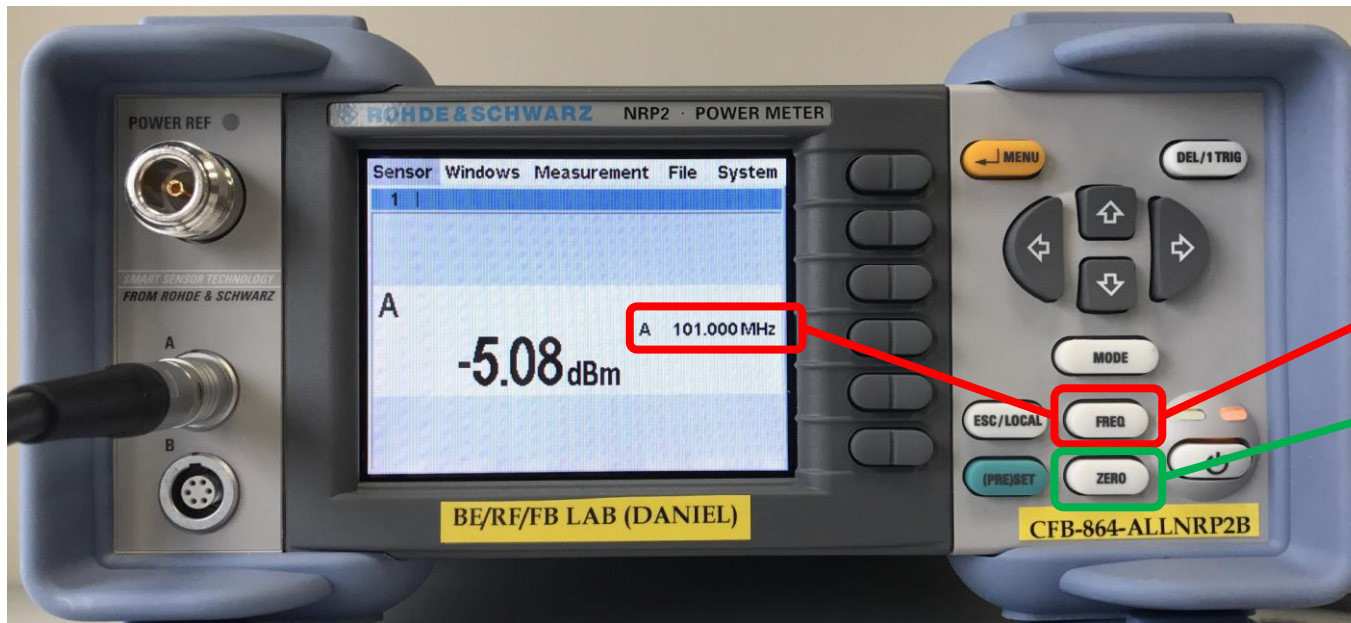 POWER REF
ROHDE & SCHWARZ NRP2 · POWER METER
MENU
DEL/1 TRIG
Sensor Windows Measurement File System
1
SMART SENSOR TECHNOLOGY
FROM ROHDE & SCHWARZ
A
A 101.000 MHz
-5.08 dBm
A
MODE
ESC/LOCAL
FREQ
B
(PRE)SET
ZERO
BE/RF/FB LAB (DANIEL)
CFB-864-ALLNRP2B